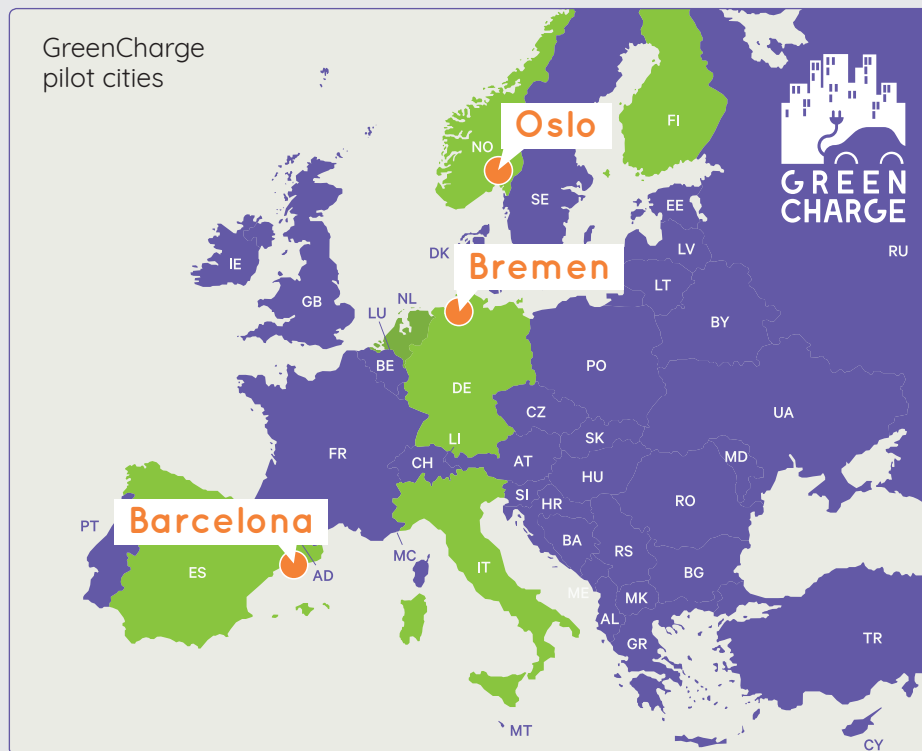 GreenCharge
pilot cities
GREEN
CHARGE
Oslo
FI
NO
SE
EE
RU
LV
DK
Bremen
LT
IE
GB
NL
LU
BY
BE
PO
DE
CZ
UA
LI
SK
FR
CH
AT
MD
HU
SI
HR
RO
PT
Barcelona
MC
BA
RS
ES
AD
IT
BG
ME
MK
AL
GR
TR
MT
CY